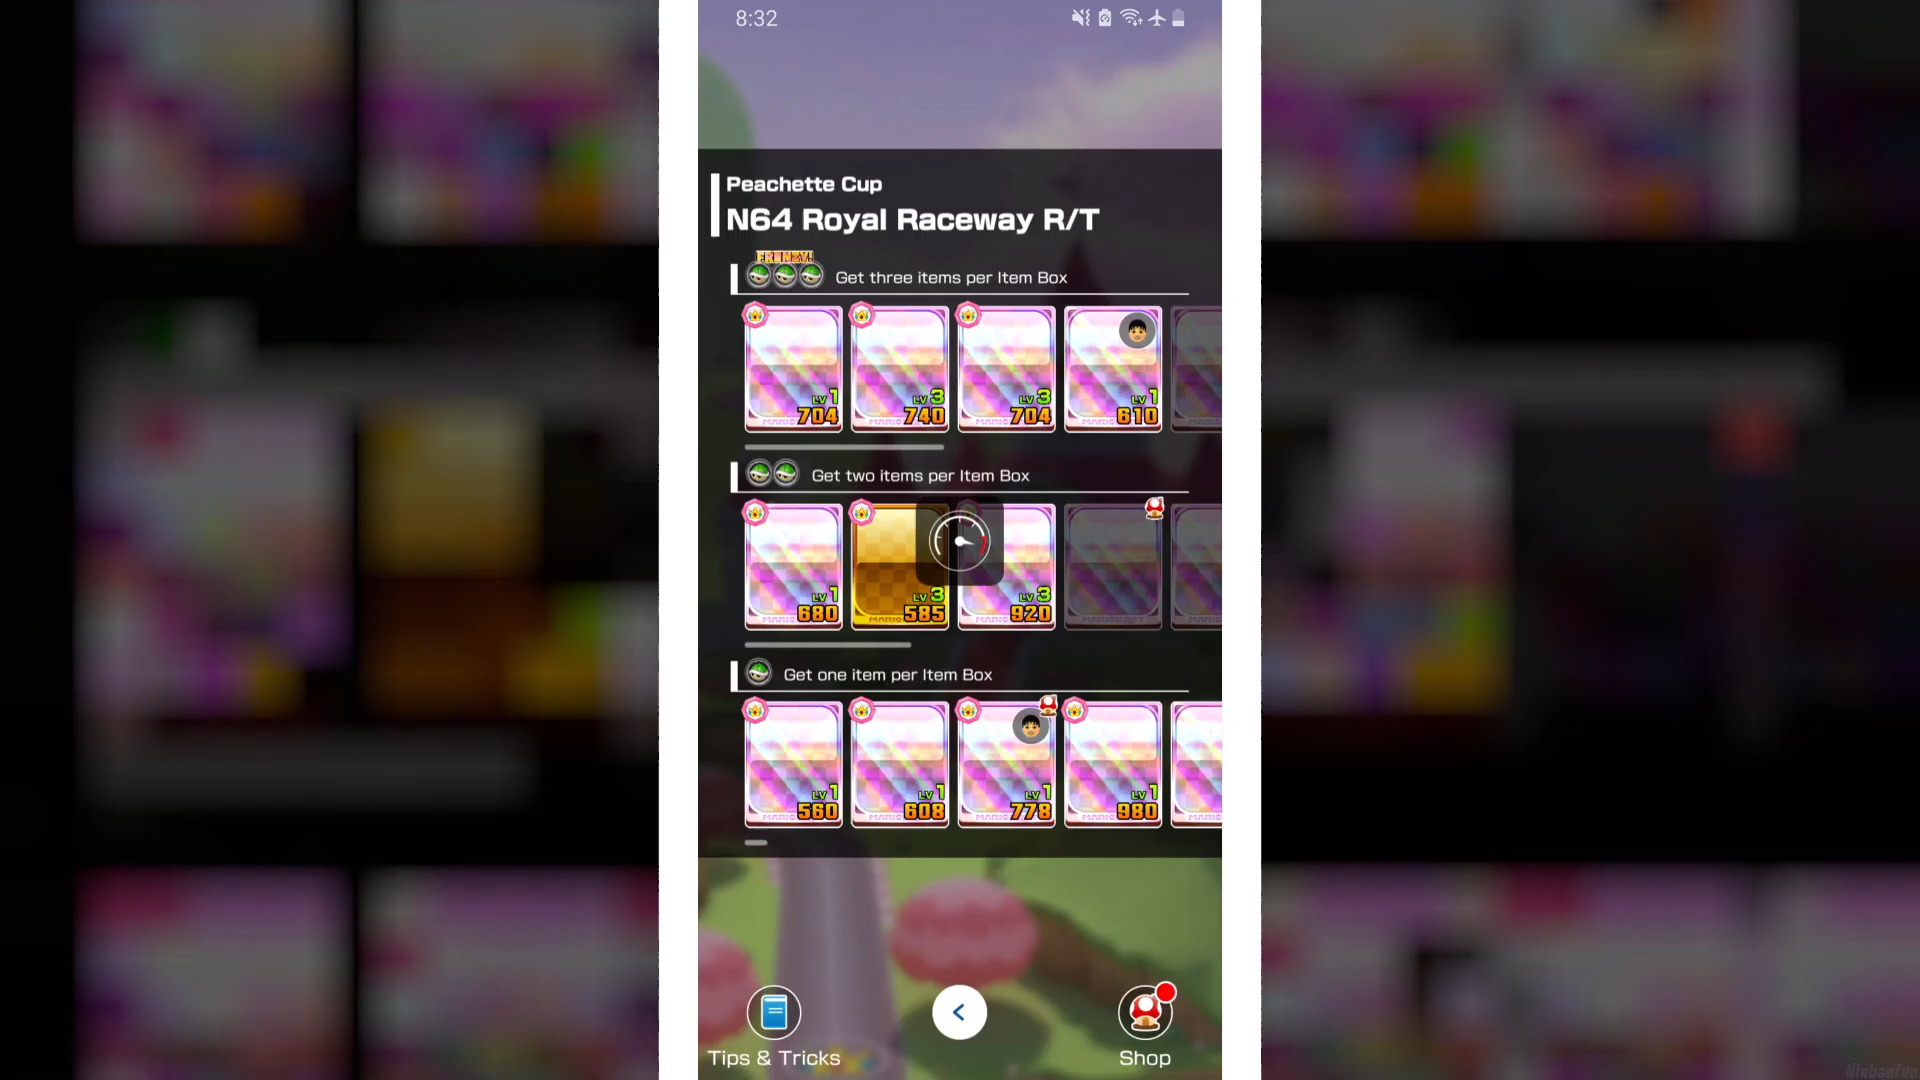 8:32
Peachette Cup
N64 Royal Raceway R/T
FRENZY!
Get three items per Item Box
LV 1 704
LV 3 740
LV 3 704
LV 1 610
Get two items per Item Box
LV 1 680
LV 3 585
LV 3 920
Get one item per Item Box
LV 1 560
LV 1 608
LV 1 778
LV 1 980
Tips & Tricks
Shop